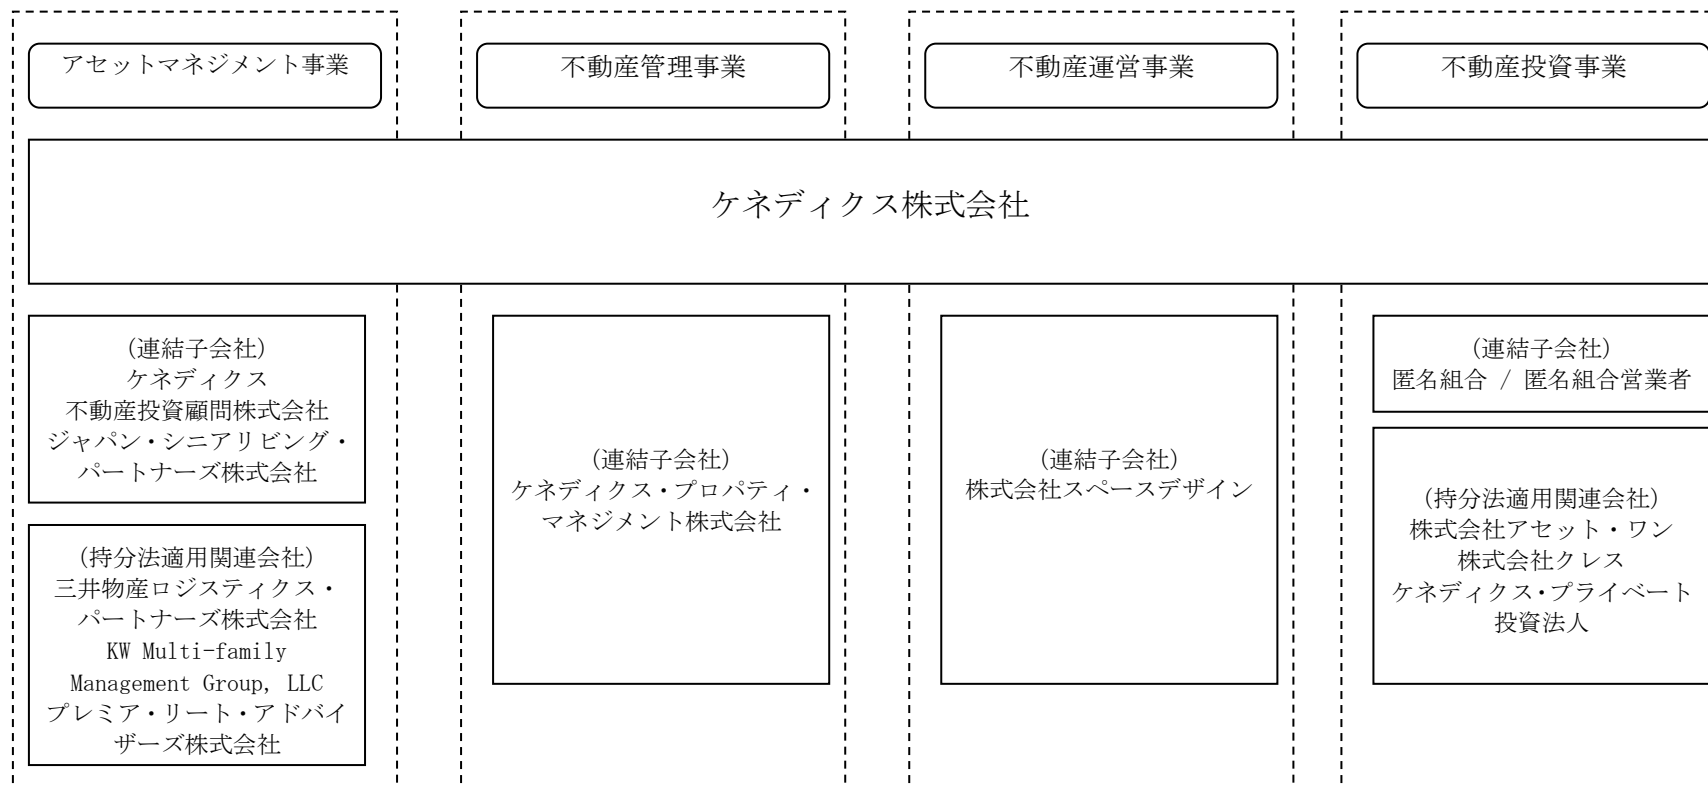 アセットマネジメント事業
不動産管理事業
不動産運営事業
不動産投資事業
ケネディクス株式会社
(連結子会社)
ケネディクス
不動産投資顧問株式会社
ジャパン・シニアリビング・
パートナーズ株式会社
(持分法適用関連会社)
三井物産ロジスティクス・
パートナーズ株式会社
KW Multi-family
Management Group, LLC
プレミア・リート・アドバイ
ザーズ株式会社
(連結子会社)
ケネディクス・プロパティ・
マネジメント株式会社
(連結子会社)
株式会社スペースデザイン
(連結子会社)
匿名組合 / 匿名組合営業者
(持分法適用関連会社)
株式会社アセット・ワン
株式会社クレス
ケネディクス・プライベート
投資法人